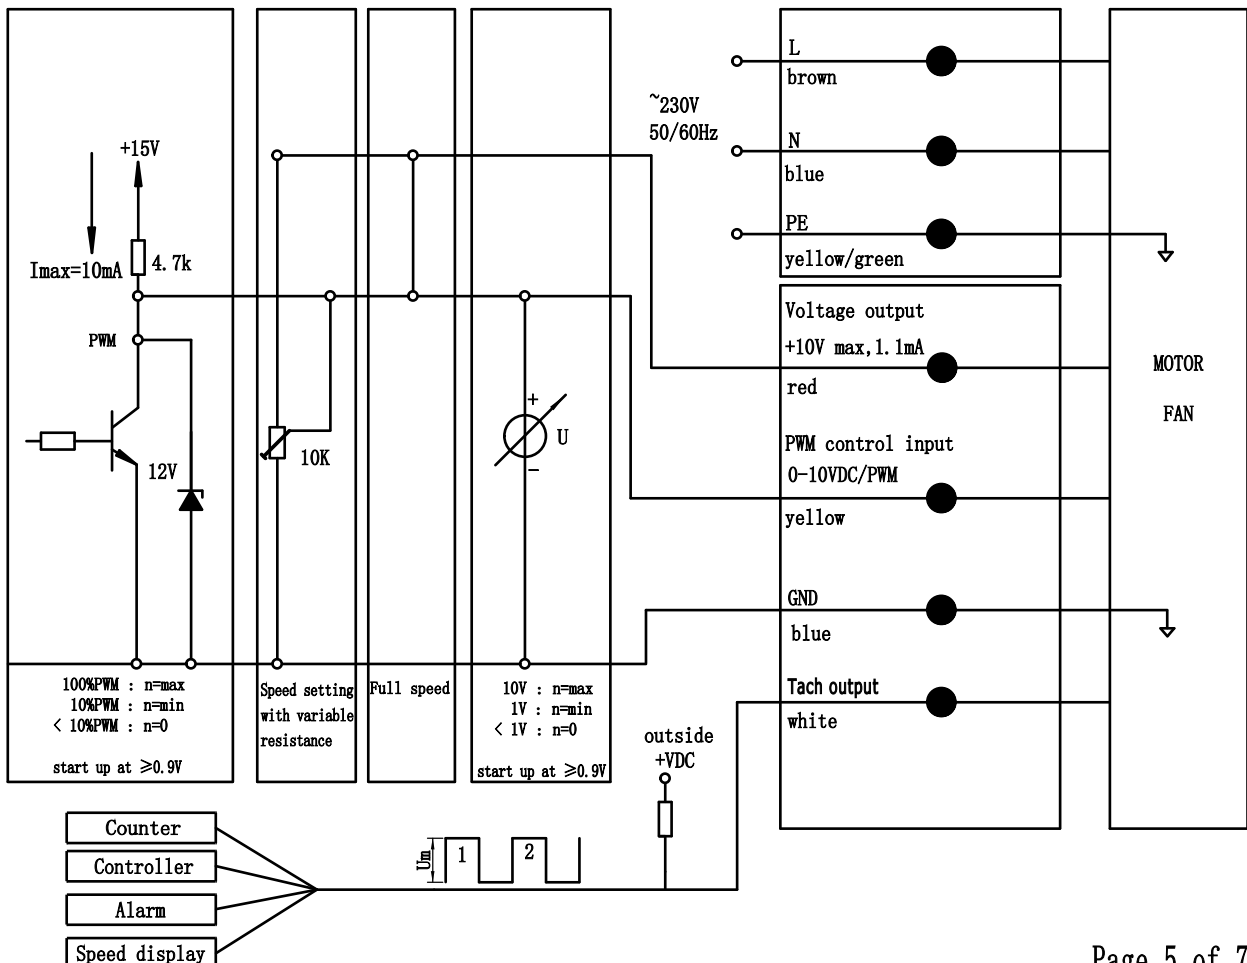 +15V
Imax=10mA
4.7k
PWM
12V
100%PWM : n=max
10%PWM : n=min
< 10%PWM : n=0
start up at ≥0.9V
10K
Speed setting
with variable
resistance
Full speed
+
U
−
10V : n=max
1V : n=min
< 1V : n=0
start up at ≥0.9V
~230V
50/60Hz
L
brown
N
blue
PE
yellow/green
Voltage output
+10V max,1.1mA
red
PWM control input
0-10VDC/PWM
yellow
GND
blue
Tach output
white
MOTOR
FAN
outside
+VDC
Counter
Controller
Alarm
Speed display
Um
1
2
Page 5 of 7